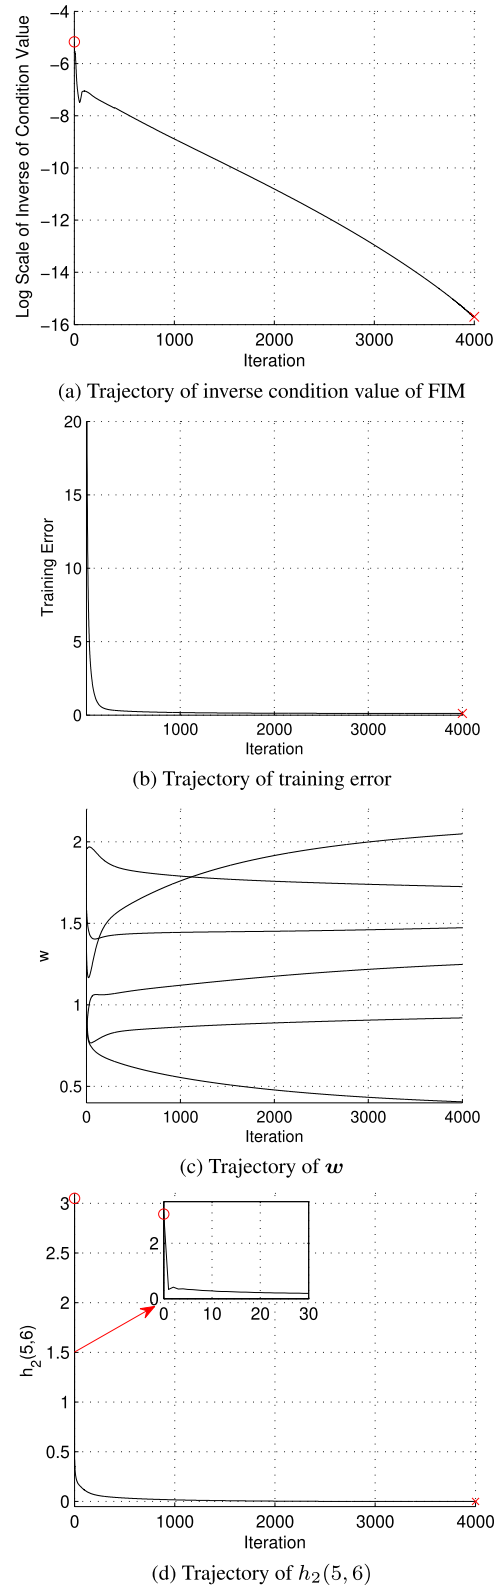 −4
−6
−8
−10
−12
−14
−16
Log Scale of Inverse of Condition Value
0 1000 2000 3000 4000
Iteration
(a) Trajectory of inverse condition value of FIM
20
15
10
5
0
Training Error
0 1000 2000 3000 4000
Iteration
(b) Trajectory of training error
2
1.5
1
0.5
w
0 1000 2000 3000 4000
Iteration
(c) Trajectory of w
3
2.5
2
1.5
1
0.5
0
h2(5,6)
2
0
0 10 20 30
0 1000 2000 3000 4000
Iteration
(d) Trajectory of h2(5, 6)